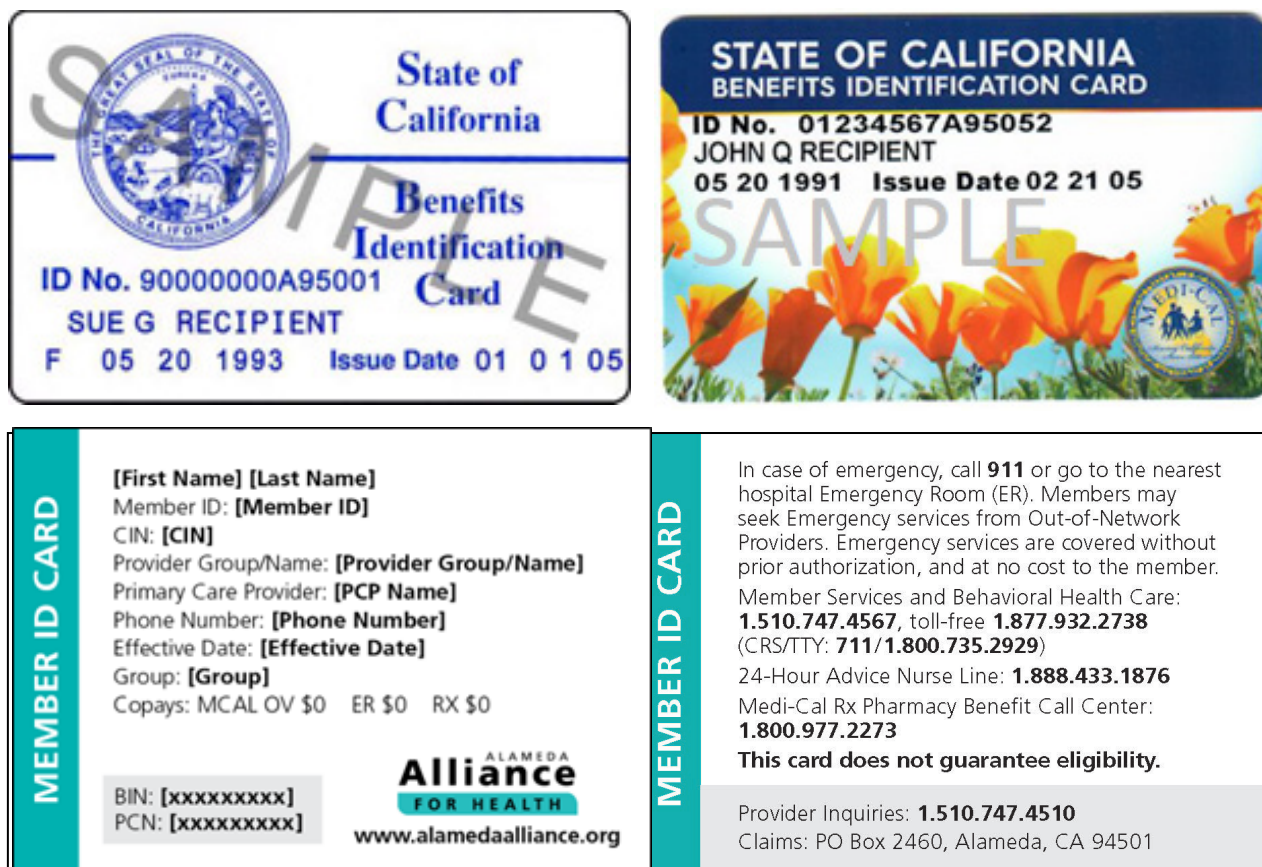 THE GREAT SEAL OF THE STATE OF CALIFORNIA
EUREKA
State of
California
Benefits
Identification
Card
SAMPLE
ID No. 90000000A95001
SUE G RECIPIENT
F 05 20 1993 Issue Date 01 0 1 05
STATE OF CALIFORNIA
BENEFITS IDENTIFICATION CARD
ID No. 01234567A95052
JOHN Q RECIPIENT
05 20 1991 Issue Date 02 21 05
SAMPLE
MEDI-CAL
MEMBER ID CARD
[First Name] [Last Name]
Member ID: [Member ID]
CIN: [CIN]
Provider Group/Name: [Provider Group/Name]
Primary Care Provider: [PCP Name]
Phone Number: [Phone Number]
Effective Date: [Effective Date]
Group: [Group]
Copays: MCAL OV $0 ER $0 RX $0
BIN: [xxxxxxxxx]
PCN: [xxxxxxxxx]
ALAMEDA
Alliance
FOR HEALTH
www.alamedaalliance.org
MEMBER ID CARD
In case of emergency, call 911 or go to the nearest
hospital Emergency Room (ER). Members may
seek Emergency services from Out-of-Network
Providers. Emergency services are covered without
prior authorization, and at no cost to the member.
Member Services and Behavioral Health Care:
1.510.747.4567, toll-free 1.877.932.2738
(CRS/TTY: 711/1.800.735.2929)
24-Hour Advice Nurse Line: 1.888.433.1876
Medi-Cal Rx Pharmacy Benefit Call Center:
1.800.977.2273
This card does not guarantee eligibility.
Provider Inquiries: 1.510.747.4510
Claims: PO Box 2460, Alameda, CA 94501